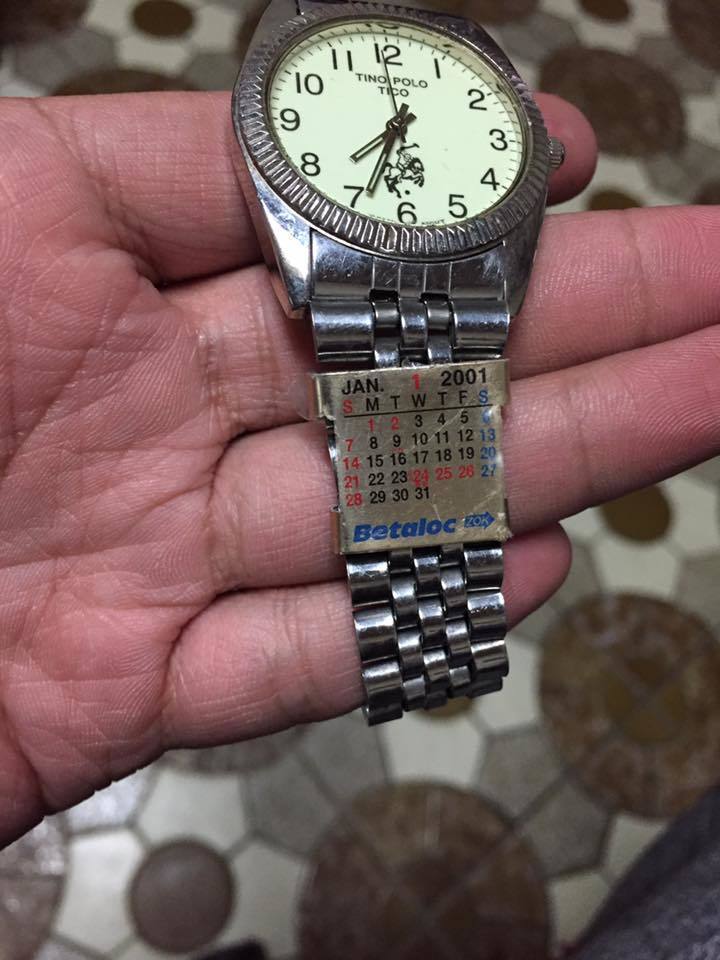 12
11
1
10
2
TINO POLO
TICO
9
3
8
4
7
5
6
JAN. 1 2001
S M T W T F S
1 2 3 4 5 6
7 8 9 10 11 12 13
14 15 16 17 18 19 20
21 22 23 24 25 26 27
28 29 30 31
Betaloc ZOK